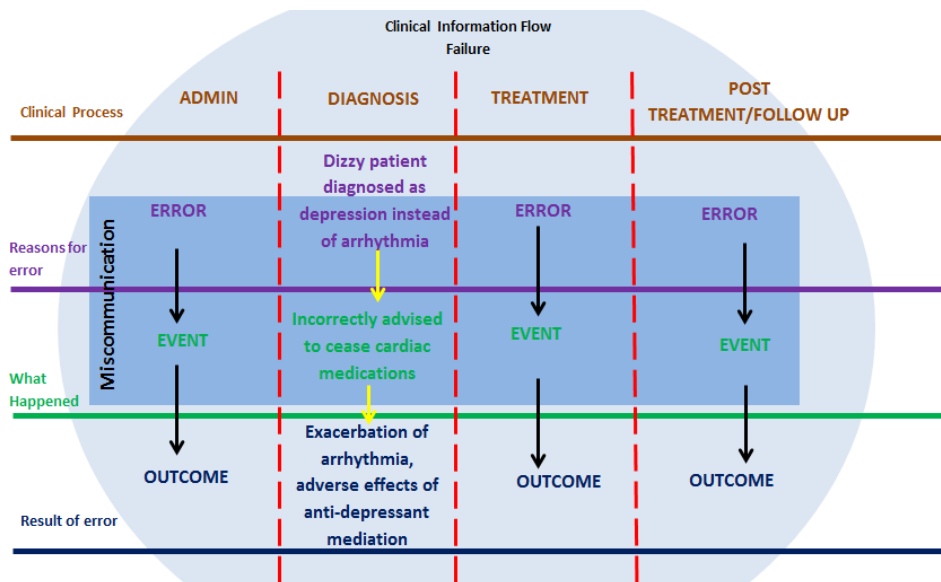 Clinical Information Flow
Failure
Clinical Process
ADMIN
DIAGNOSIS
TREATMENT
POST
TREATMENT/FOLLOW UP
Miscommunication
Reasons for
error
ERROR
Dizzy patient
diagnosed as
depression instead
of arrhythmia
ERROR
ERROR
What
Happened
EVENT
Incorrectly advised
to cease cardiac
medications
EVENT
EVENT
Result of error
OUTCOME
Exacerbation of
arrhythmia,
adverse effects of
anti-depressant
mediation
OUTCOME
OUTCOME